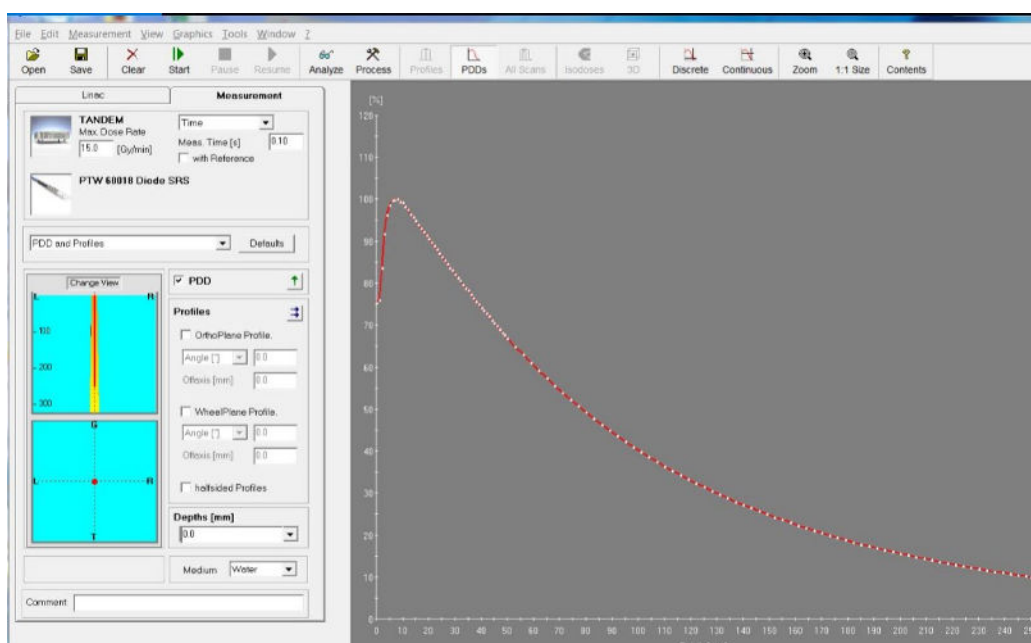 File Edit Measurement View Graphics Tools Window ?
Open Save Clear Start Pause Resume Analyze Process Profiles PDDs All Scans Isodoses 3D Discrete Continuous Zoom 1:1 Size Contents
Linac Measurement
TANDEM
Max. Dose Rate
15.0 [Gy/min]
Time
Meas. Time [s] 0.10
with Reference
PTW 60018 Diode SRS
PDD and Profiles Defaults
Change View
L R
- 100
- 200
- 300
G
L R
T
PDD
Profiles
OrthoPlane Profile.
Angle [°] 0.0
Offaxis [mm] 0.0
WheelPlane Profile.
Angle [°] 0.0
Offaxis [mm] 0.0
halfsided Profiles
Depths [mm]
0.0
Medium Water
Comment
[%]
120
110
100
90
80
70
60
50
40
30
20
10
0 10 20 30 40 50 60 70 80 90 100 110 120 130 140 150 160 170 180 190 200 210 220 230 240